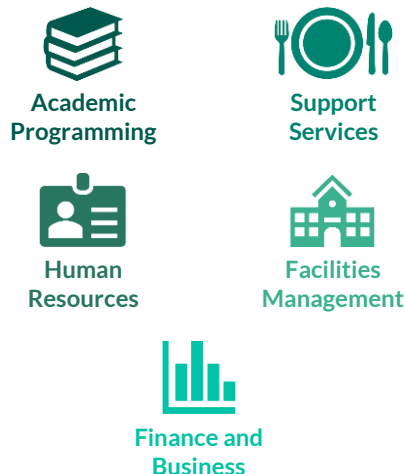 Academic
Programming
Support
Services
Human
Resources
Facilities
Management
Finance and
Business